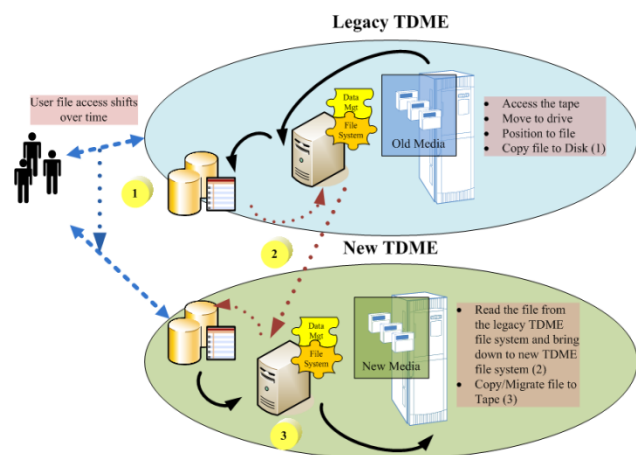 Legacy TDME
User file access shifts
over time
Data
Mgt
File
System
Old Media
• Access the tape
• Move to drive
• Position to file
• Copy file to Disk (1)
1
2
New TDME
Data
Mgt
File
System
New Media
• Read the file from
the legacy TDME
file system and bring
down to new TDME
file system (2)
• Copy/Migrate file to
Tape (3)
3